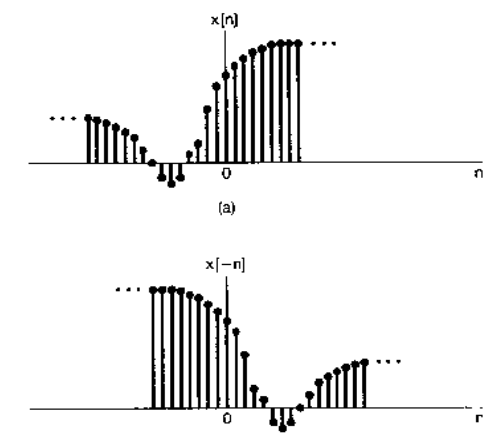 x[n]
. . . .
. . . .
0
n
(a)
x[−n]
. . . .
. . . .
0
n